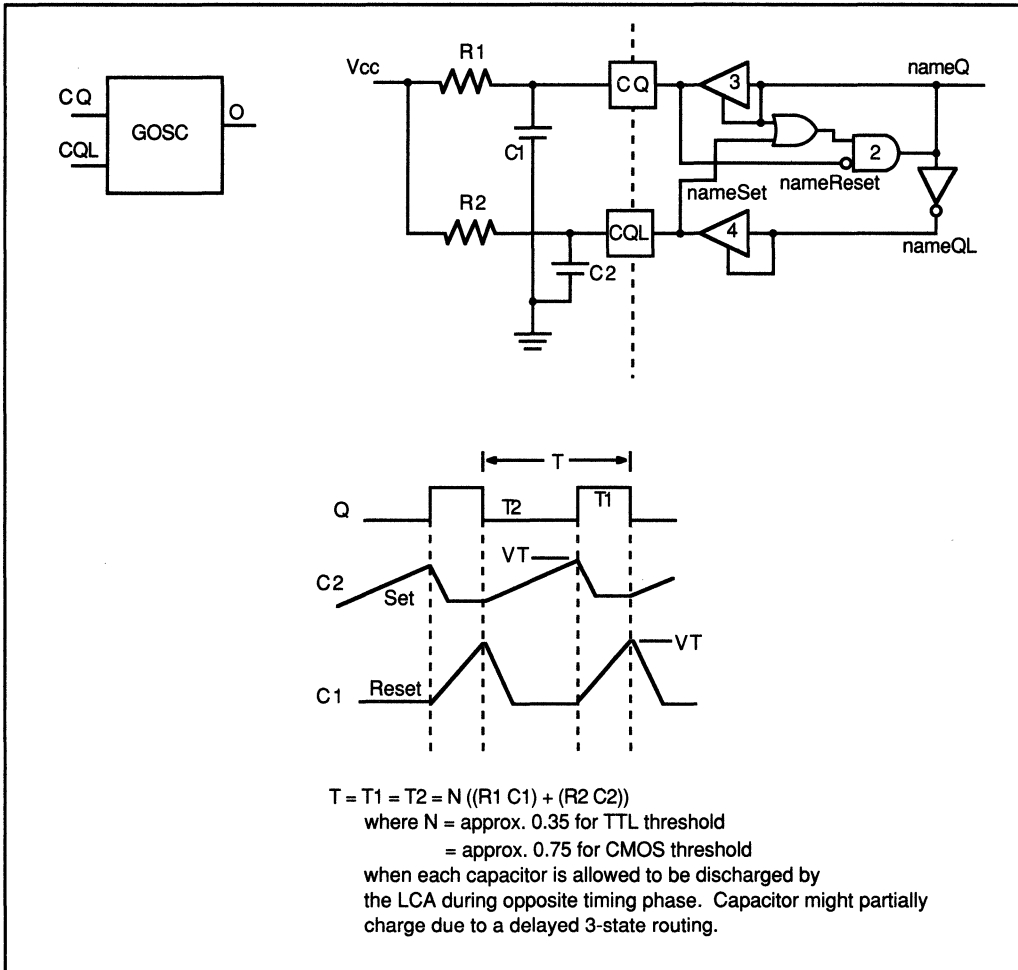 CQ
CQL
GOSC
O
Vcc
R1
C1
R2
C2
CQ
CQL
3
nameQ
2
nameReset
nameSet
4
nameQL
T
Q
T2
T1
VT
C2
Set
VT
C1
Reset
T = T1 = T2 = N ((R1 C1) + (R2 C2))
where N = approx. 0.35 for TTL threshold
= approx. 0.75 for CMOS threshold
when each capacitor is allowed to be discharged by
the LCA during opposite timing phase. Capacitor might partially
charge due to a delayed 3-state routing.